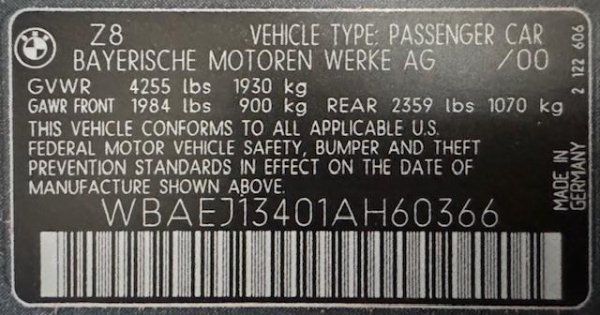 BMW
Z8 VEHICLE TYPE: PASSENGER CAR
BAYERISCHE MOTOREN WERKE AG /00
GVWR 4255 lbs 1930 kg
GAWR FRONT 1984 lbs 900 kg REAR 2359 lbs 1070 kg
THIS VEHICLE CONFORMS TO ALL APPLICABLE U.S.
FEDERAL MOTOR VEHICLE SAFETY, BUMPER AND THEFT
PREVENTION STANDARDS IN EFFECT ON THE DATE OF
MANUFACTURE SHOWN ABOVE.
WBAEJ13401AH60366
MADE IN
GERMANY
2 122 606